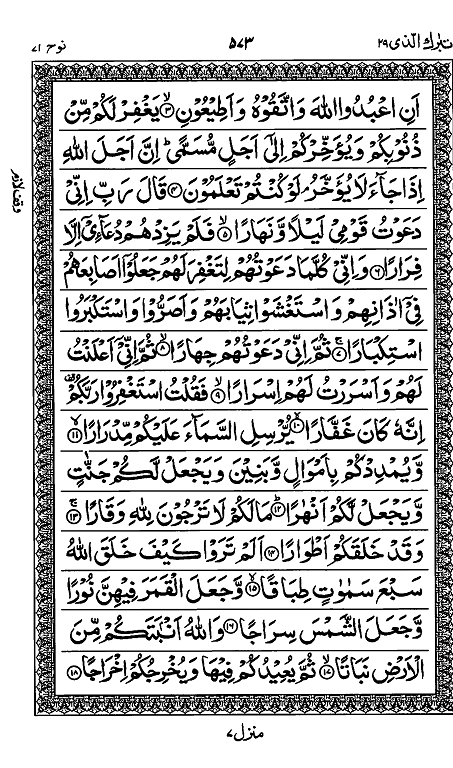 تبٰرك الذی ٢٩
٥٧٣
نوح ٧١
اَنِ اعْبُدُوا اللّٰهَ وَاتَّقُوْهُ وَاَطِيْعُوْنِ ۙ﴿٣﴾ يَغْفِرْ لَكُمْ مِّنْ
ذُنُوْبِكُمْ وَيُؤَخِّرْكُمْ اِلٰٓى اَجَلٍ مُّسَمًّى ؕ اِنَّ اَجَلَ اللّٰهِ
اِذَا جَآءَ لَا يُؤَخَّرُ ۘ لَوْ كُنْتُمْ تَعْلَمُوْنَ ﴿٤﴾ قَالَ رَبِّ اِنِّىْ
دَعَوْتُ قَوْمِىْ لَيْلًا وَّنَهَارًا ۙ﴿٥﴾ فَلَمْ يَزِدْهُمْ دُعَآءِىْٓ اِلَّا
فِرَارًا ﴿٦﴾ وَاِنِّىْ كُلَّمَا دَعَوْتُهُمْ لِتَغْفِرَ لَهُمْ جَعَلُوْٓا اَصَابِعَهُمْ
فِىْٓ اٰذَانِهِمْ وَاسْتَغْشَوْا ثِيَابَهُمْ وَاَصَرُّوْا وَاسْتَكْبَرُوا
اسْتِكْبَارًا ۚ﴿٧﴾ ثُمَّ اِنِّىْ دَعَوْتُهُمْ جِهَارًا ۙ﴿٨﴾ ثُمَّ اِنِّىْٓ اَعْلَنْتُ
لَهُمْ وَاَسْرَرْتُ لَهُمْ اِسْرَارًا ۙ﴿٩﴾ فَقُلْتُ اسْتَغْفِرُوْا رَبَّكُمْ ؕ
اِنَّهٗ كَانَ غَفَّارًا ۙ﴿١٠﴾ يُّرْسِلِ السَّمَآءَ عَلَيْكُمْ مِّدْرَارًا ۙ﴿١١﴾
وَّيُمْدِدْكُمْ بِاَمْوَالٍ وَّبَنِيْنَ وَيَجْعَلْ لَّكُمْ جَنّٰتٍ
وَّيَجْعَلْ لَّكُمْ اَنْهٰرًا ؕ﴿١٢﴾ مَا لَكُمْ لَا تَرْجُوْنَ لِلّٰهِ وَقَارًا ۚ﴿١٣﴾
وَقَدْ خَلَقَكُمْ اَطْوَارًا ﴿١٤﴾ اَلَمْ تَرَوْا كَيْفَ خَلَقَ اللّٰهُ
سَبْعَ سَمٰوٰتٍ طِبَاقًا ۙ﴿١٥﴾ وَّجَعَلَ الْقَمَرَ فِيْهِنَّ نُوْرًا
وَّجَعَلَ الشَّمْسَ سِرَاجًا ﴿١٦﴾ وَاللّٰهُ اَنْۢبَتَكُمْ مِّنَ
الْاَرْضِ نَبَاتًا ۙ﴿١٧﴾ ثُمَّ يُعِيْدُكُمْ فِيْهَا وَيُخْرِجُكُمْ اِخْرَاجًا ﴿١٨﴾
وقف لازم
منزل ٧